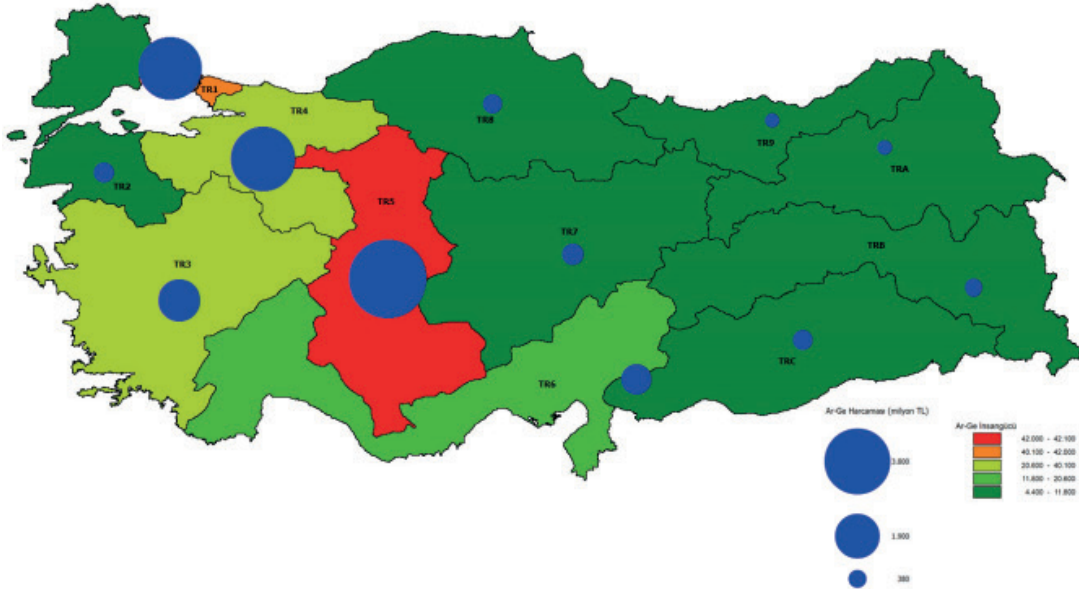 TR1
TR4
TR8
TR9
TRA
TR2
TR5
TR7
TRB
TR3
TRC
TR6
Ar-Ge Harcaması (milyon TL)
3.800
1.900
380
Ar-Ge İnsangücü
42.000 - 42.100
40.100 - 42.000
20.600 - 40.100
11.800 - 20.600
4.400 - 11.800